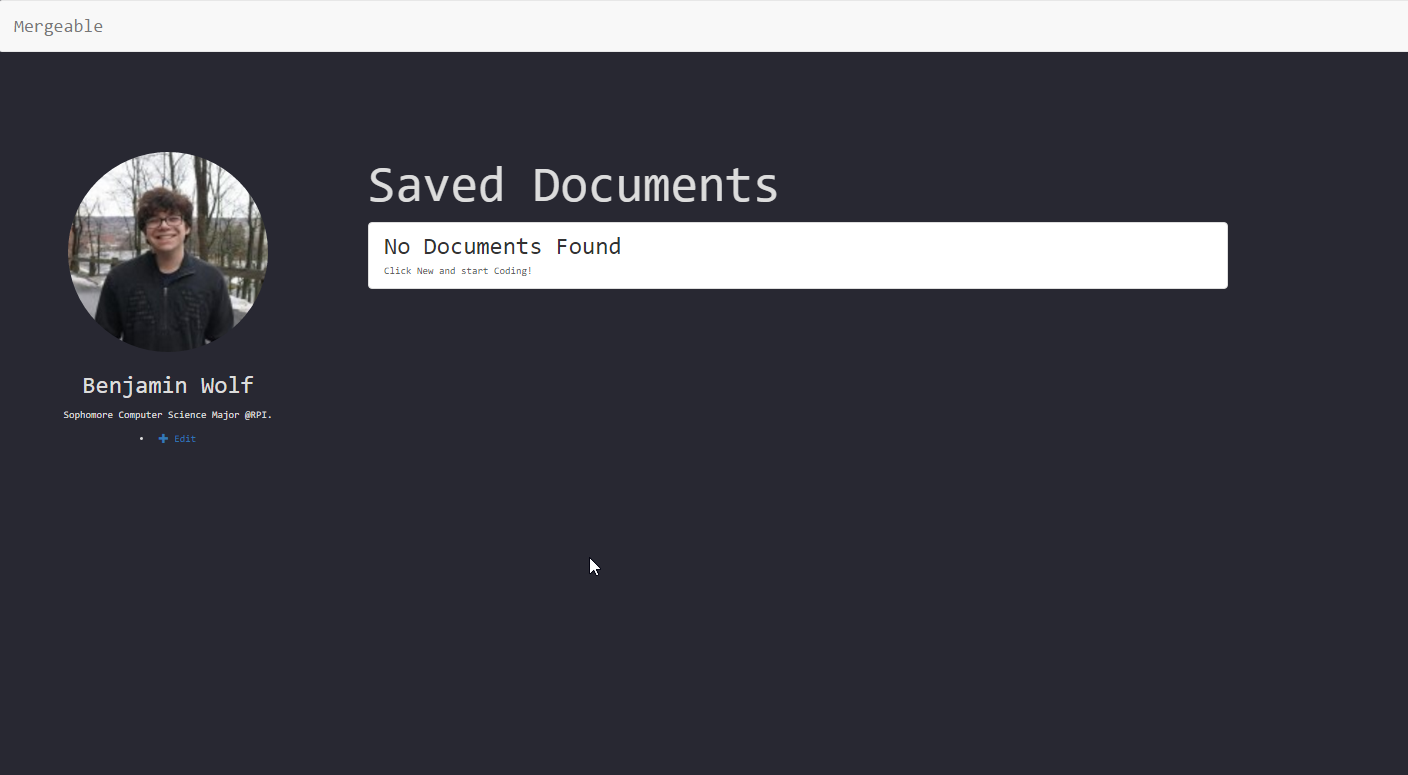 Mergeable
Saved Documents
No Documents Found
Click New and start Coding!
Benjamin Wolf
Sophomore Computer Science Major @RPI.
Edit